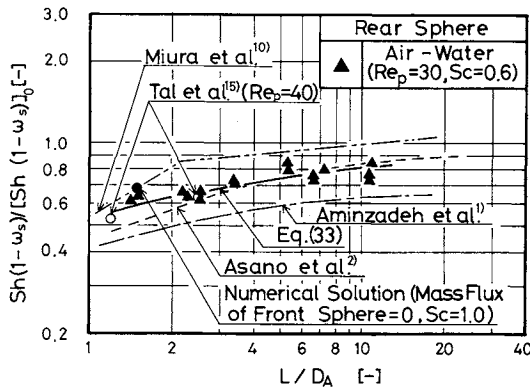 3.0
2.0
1.0
0.8
0.6
0.4
0.2
Sh(1-ωs)/[Sh (1-ωs)]₀ [-]
Rear Sphere
▲ Air-Water
(Rep=30, Sc=0.6)
Miura et al.¹⁰⁾
Tal et al.¹⁵⁾(Rep=40)
Aminzadeh et al.¹⁾
Eq.(33)
Asano et al.²⁾
Numerical Solution (Mass Flux
of Front Sphere=0, Sc=1.0)
1 2 4 6 8 10 20 40
L / DA [-]